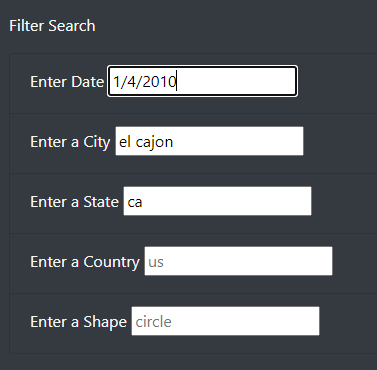 Filter Search
Enter Date 1/4/2010
Enter a City el cajon
Enter a State ca
Enter a Country us
Enter a Shape circle